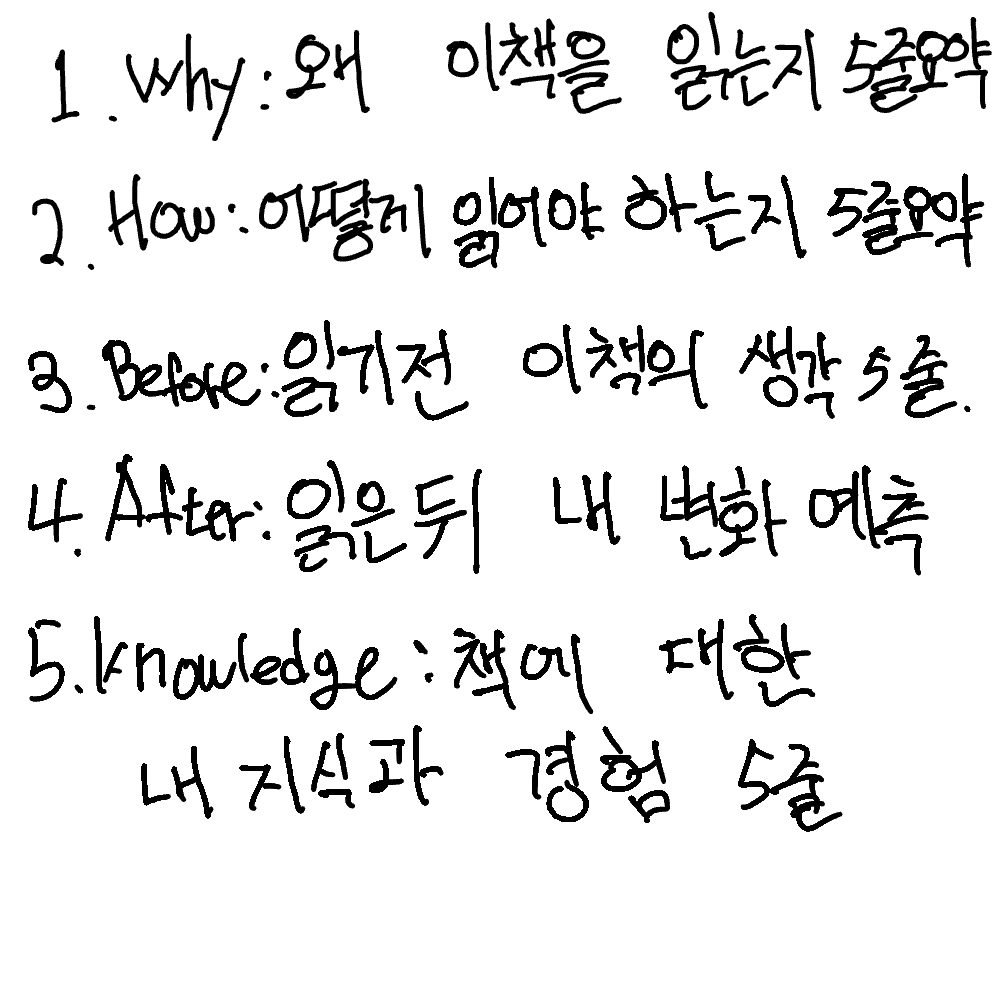 1. Why: 왜 이책을 읽는지 5줄요약
2. How: 어떻게 읽어야 하는지 5줄요약
3. Before: 읽기전 이책의 생각 5줄.
4. After: 읽은뒤 내 변화 예측
5. Knowledge: 책에 대한
내 지식과 경험 5줄